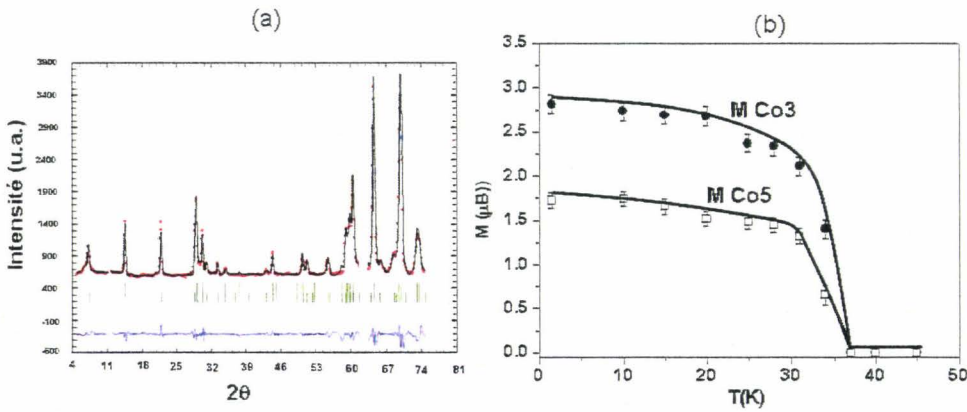 (a)
Intensité (u.a.)
3900
3400
2900
2400
1900
1400
900
400
-100
-600
4 11 18 25 32 39 46 53 60 67 74 81
2θ
(b)
M (μB))
3.5
3.0
2.5
2.0
1.5
1.0
0.5
0.0
M Co3
M Co5
0 10 20 30 40 50
T(K)